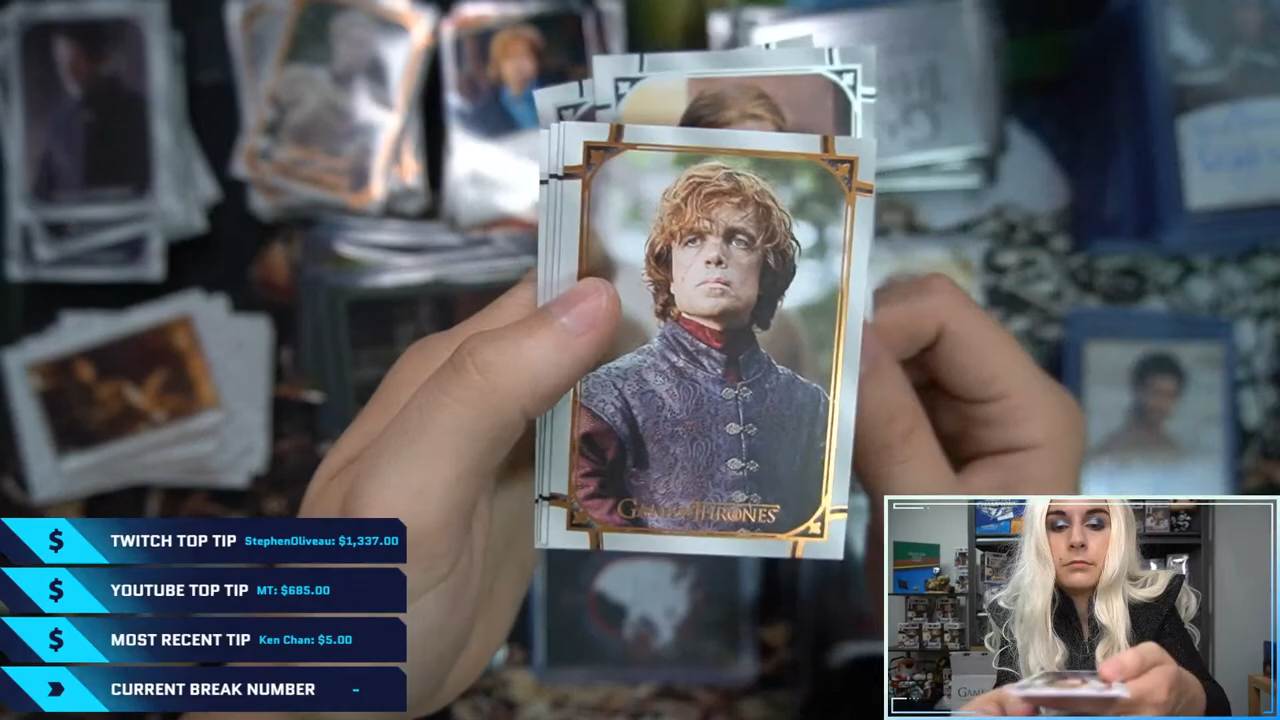 GAME OF THRONES
TWITCH TOP TIP StephenOliveau: $1,337.00
YOUTUBE TOP TIP MT: $685.00
MOST RECENT TIP Ken Chan: $5.00
CURRENT BREAK NUMBER -